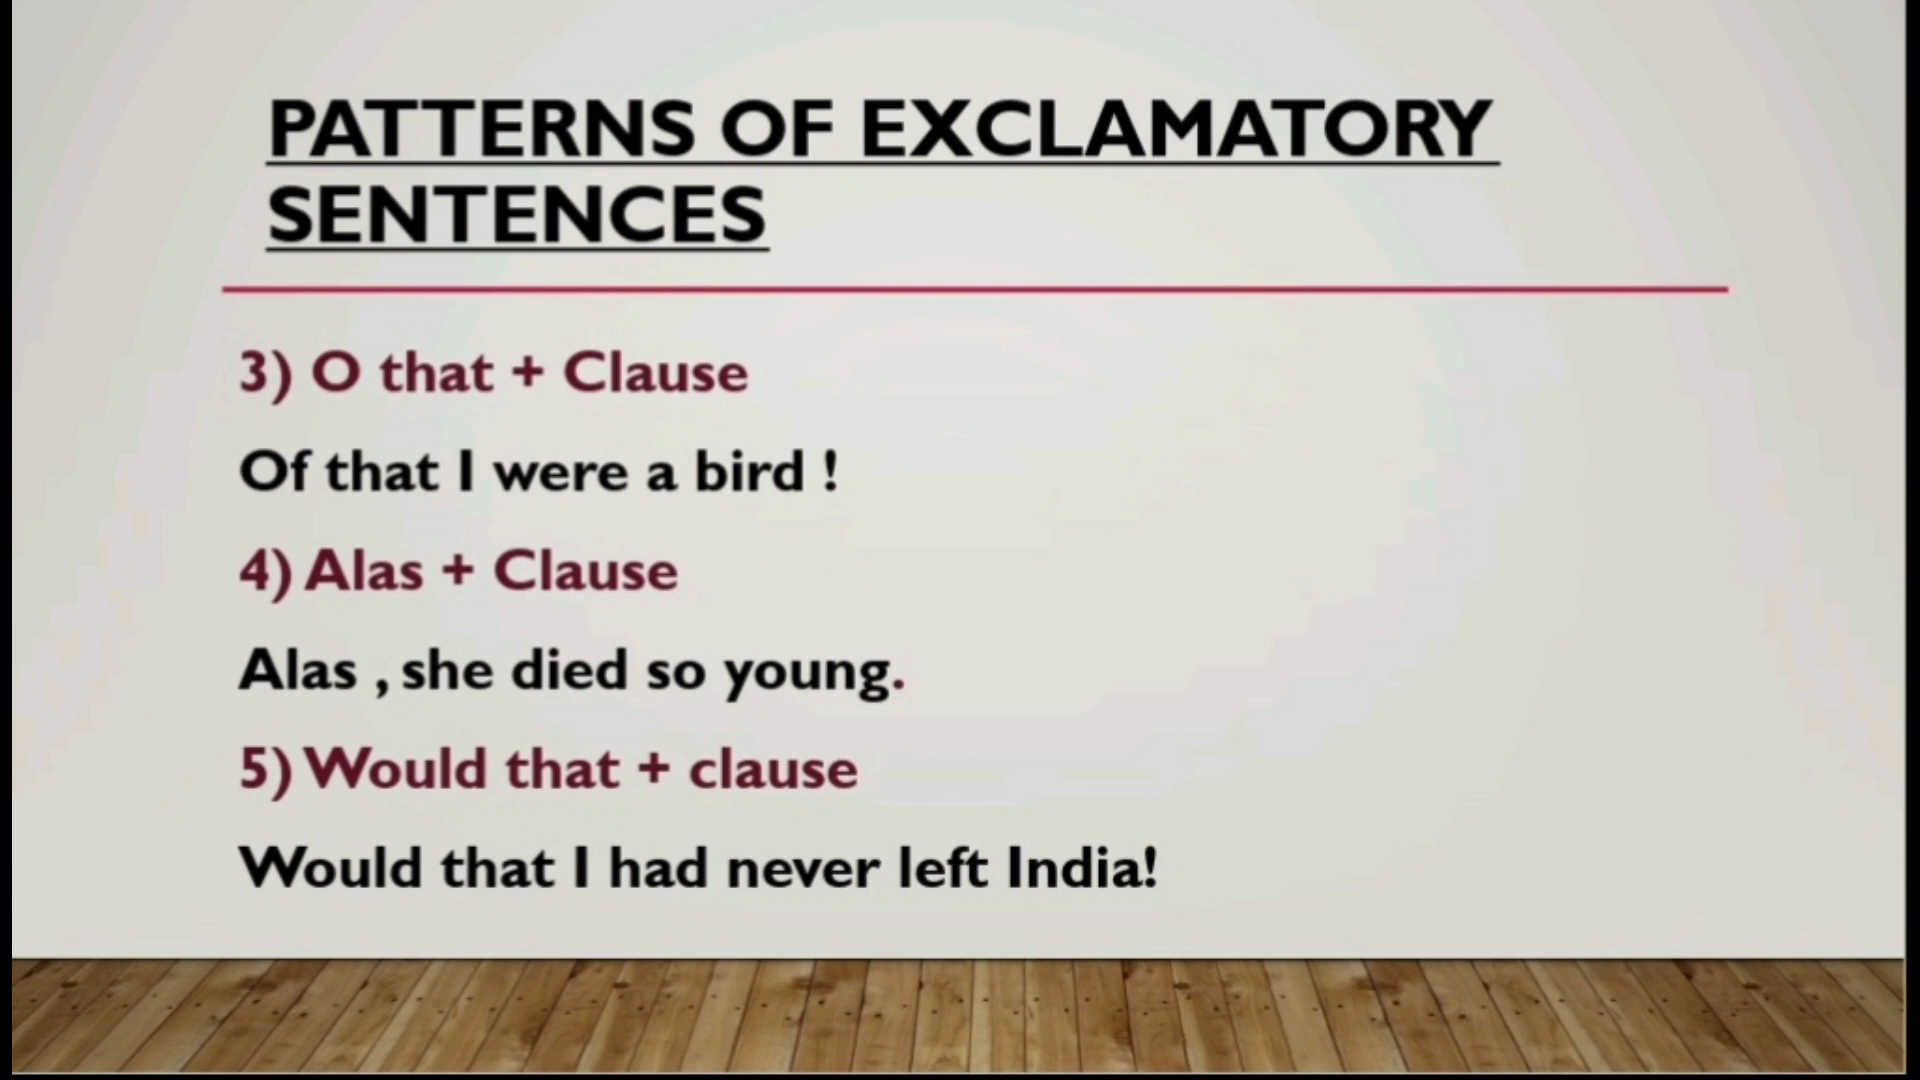 PATTERNS OF EXCLAMATORY
SENTENCES
3) O that + Clause
Of that I were a bird !
4) Alas + Clause
Alas , she died so young.
5) Would that + clause
Would that I had never left India!